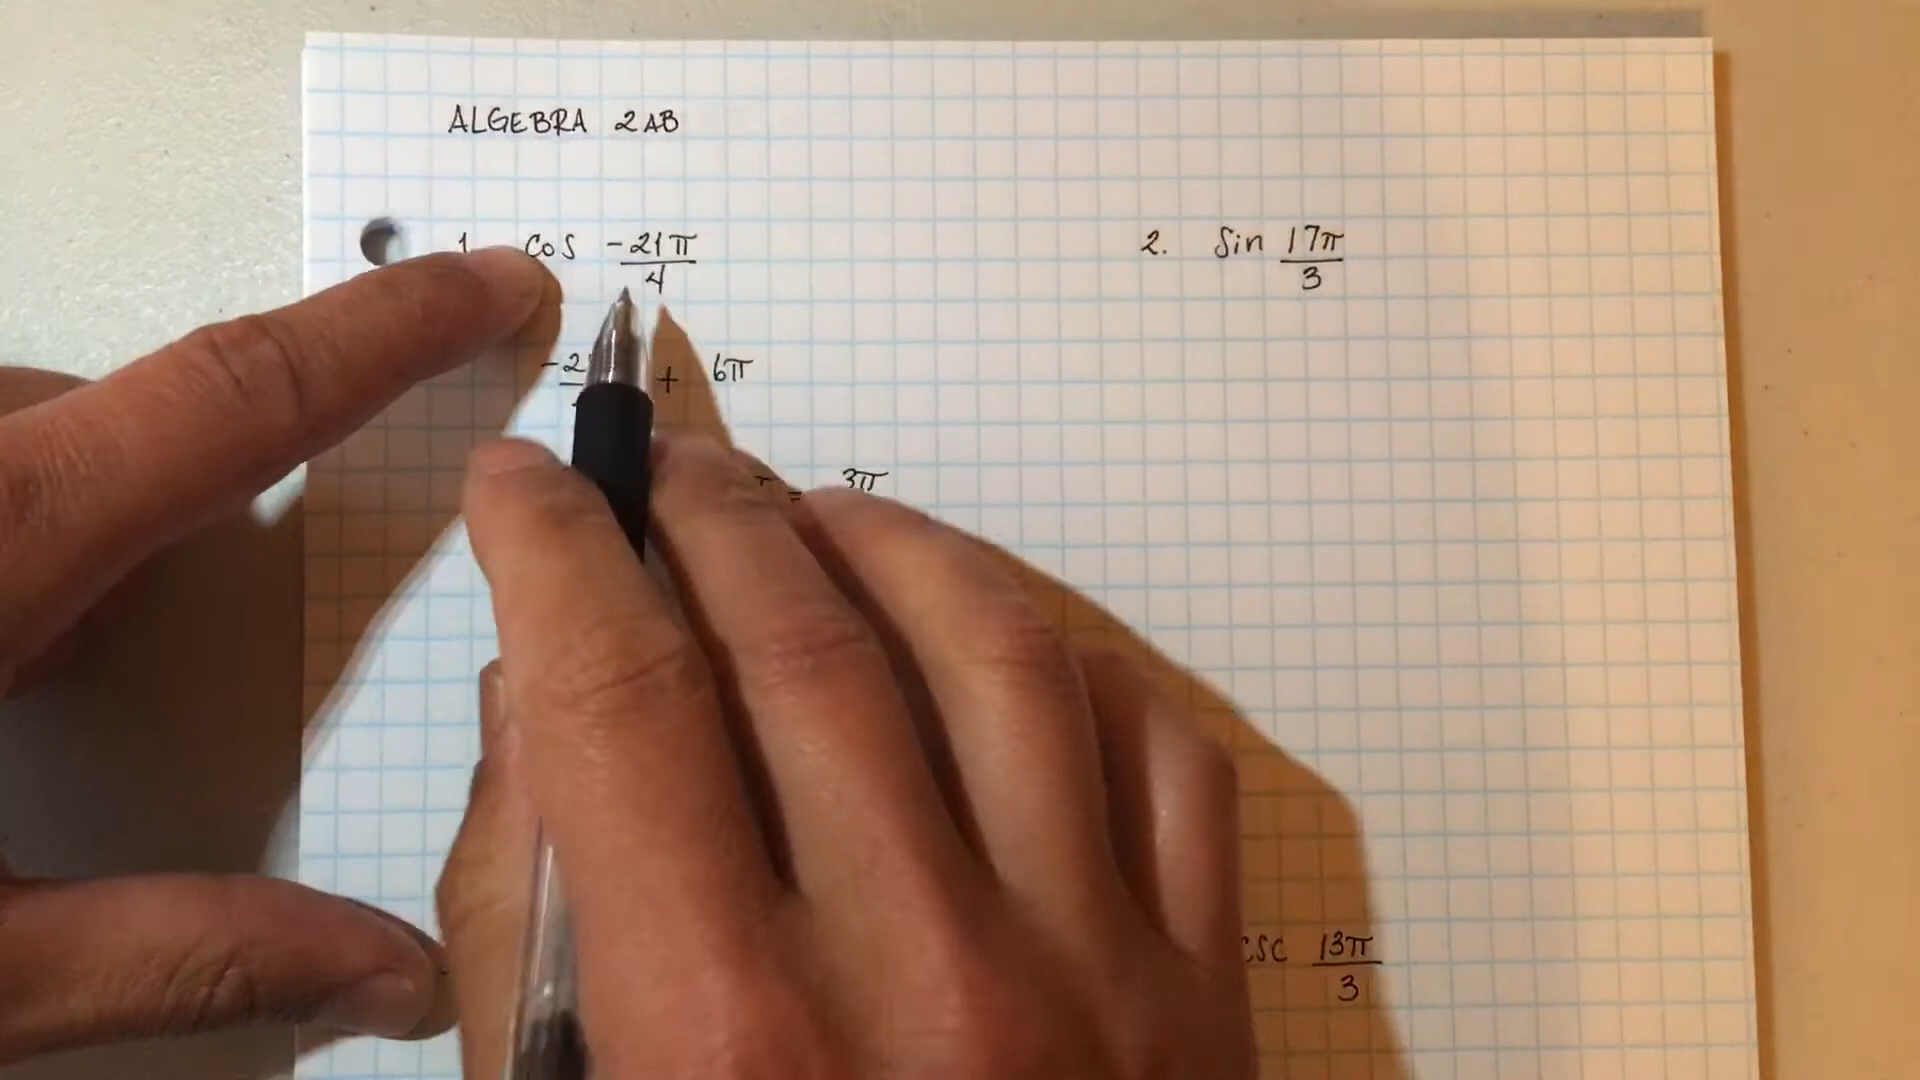 ALGEBRA 2AB
1. cos -21π/4
2. sin 17π/3
+ 6π
= 3π
csc 13π/3